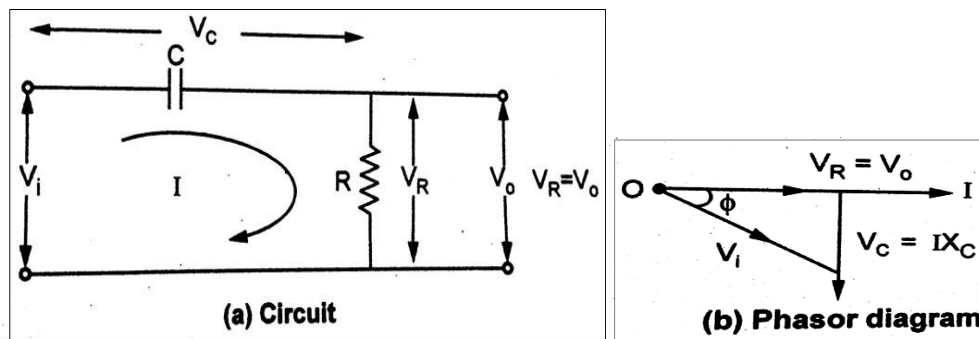 V_C
C
V_i
I
R
V_R
V_o
V_R=V_o
(a) Circuit
V_R = V_o
O
ϕ
I
V_i
V_C = IX_C
(b) Phasor diagram